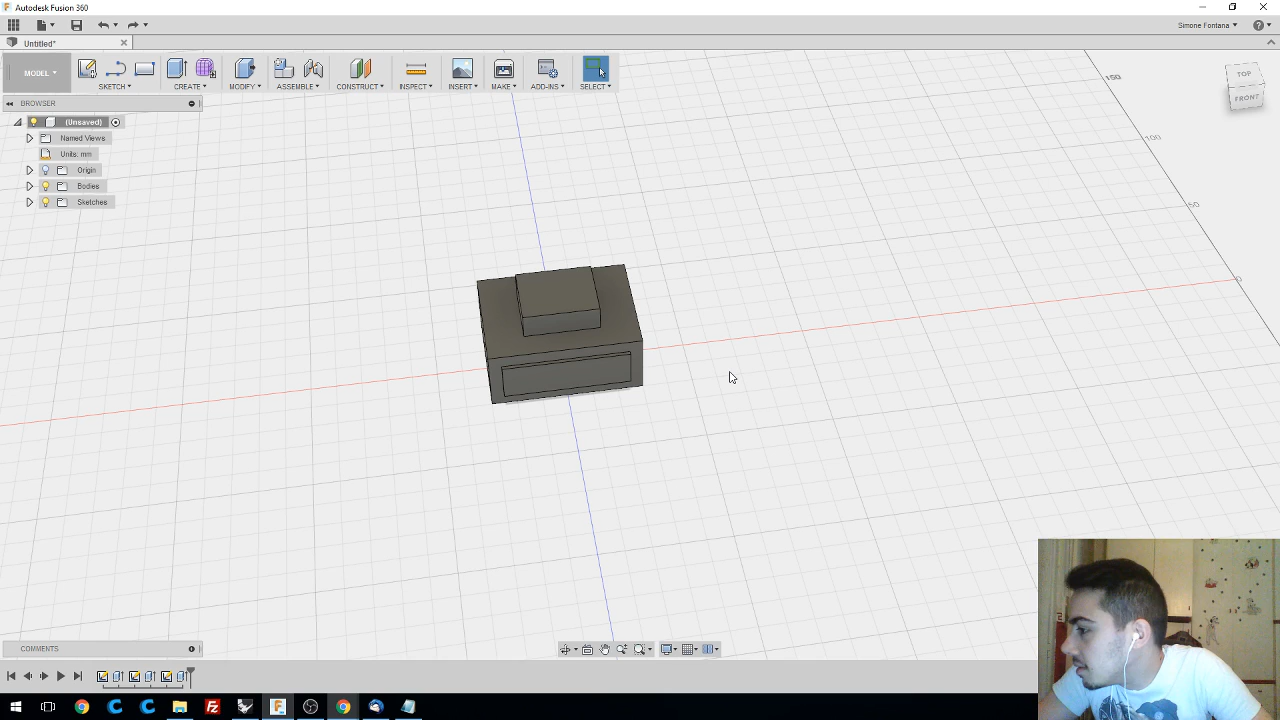 Autodesk Fusion 360
Simone Fontana
Untitled*
MODEL
SKETCH
CREATE
MODIFY
ASSEMBLE
CONSTRUCT
INSPECT
INSERT
MAKE
ADD-INS
SELECT
TOP
FRONT
BROWSER
(Unsaved)
Named Views
Units: mm
Origin
Bodies
Sketches
150
100
50
0
COMMENTS